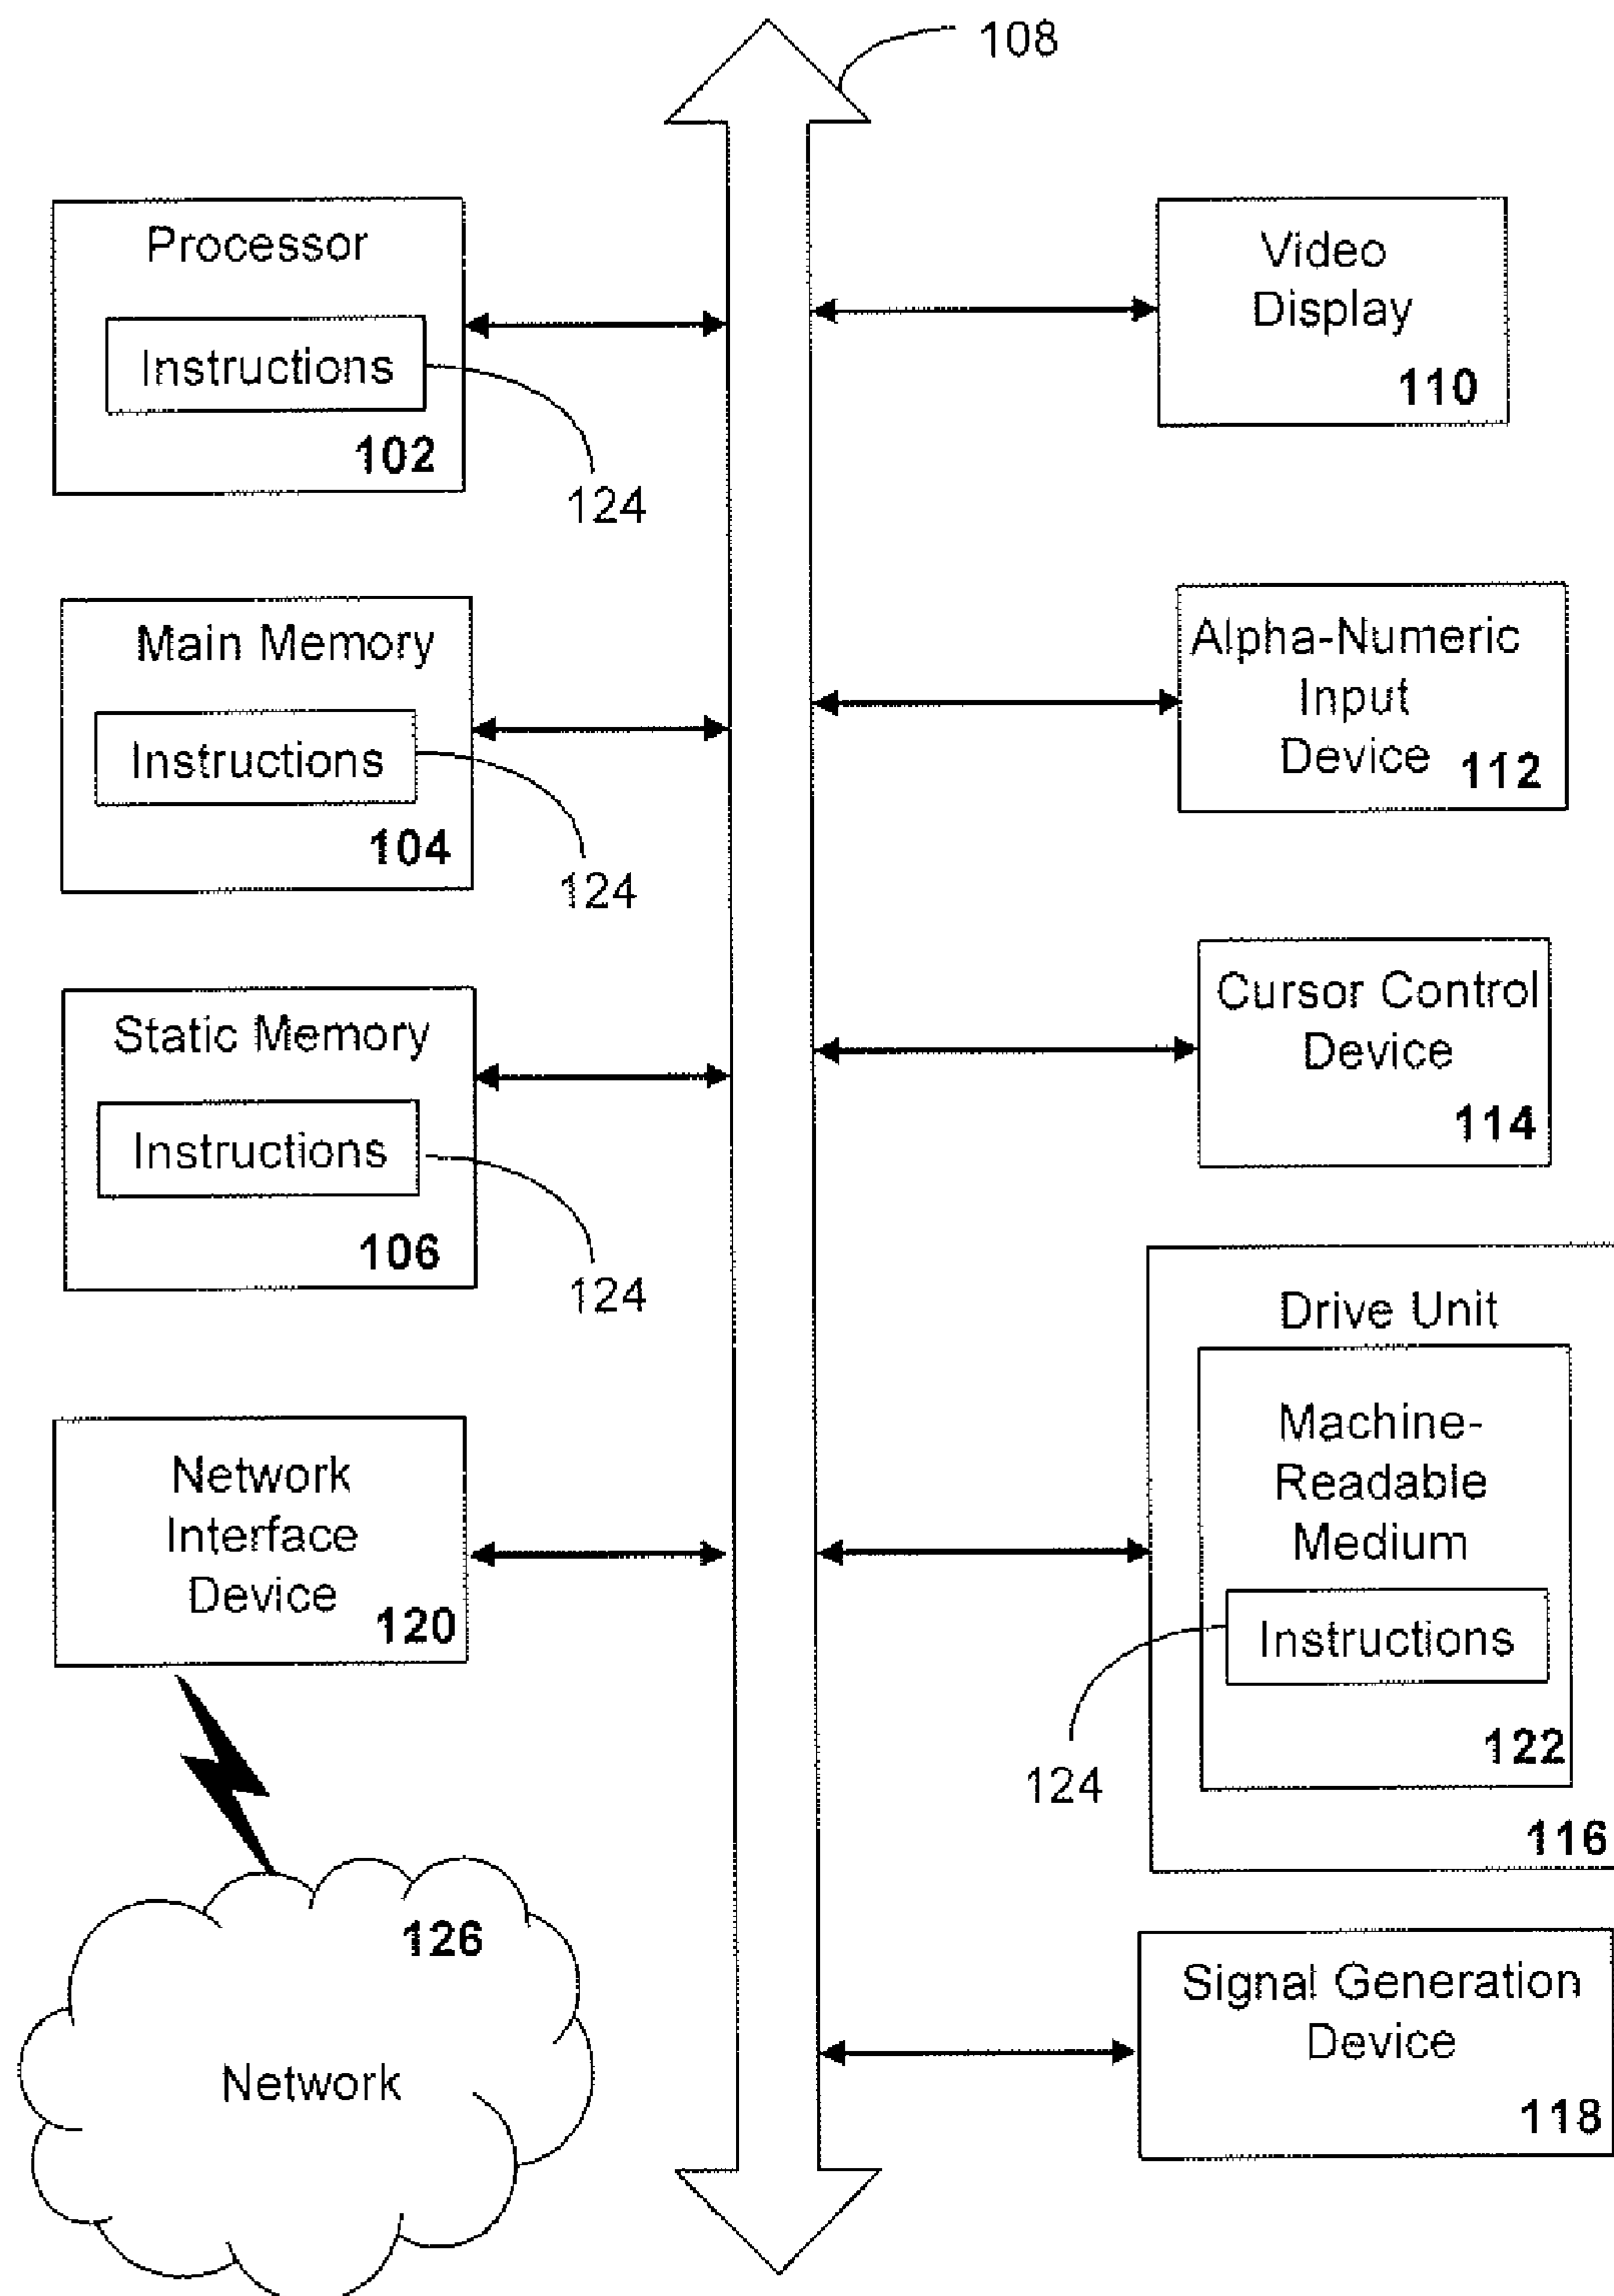 108
Processor
Instructions
102
124
Main Memory
Instructions
104
124
Static Memory
Instructions
106
124
Network
Interface
Device
120
126
Network
Video
Display
110
Alpha-Numeric
Input
Device 112
Cursor Control
Device
114
Drive Unit
Machine-
Readable
Medium
Instructions
122
124
116
Signal Generation
Device
118